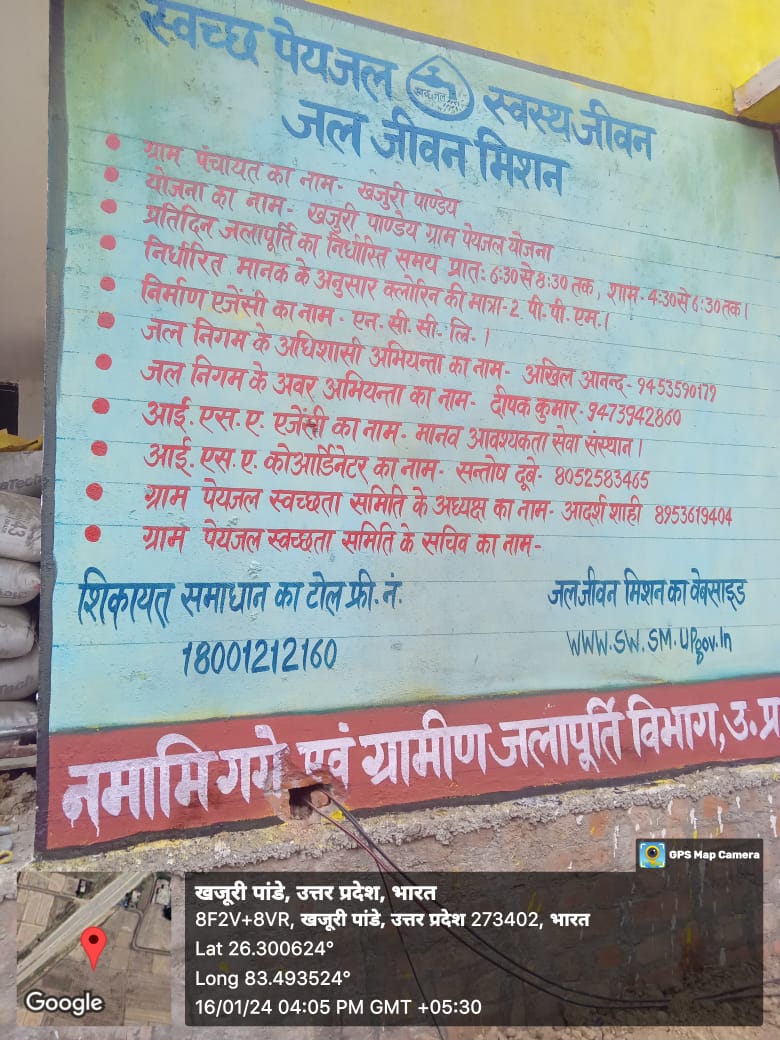 स्वच्छ पेयजल स्वस्थ जीवन
जल जीवन मिशन
• ग्राम पंचायत का नाम- खजुरी पाण्डेय
• योजना का नाम- खजुरी पाण्डेय ग्राम पेयजल योजना
• प्रतिदिन जलापूर्ति का निर्धारित समय प्रात: 6:30 से 8:30 तक, शाम- 4:30 से 6:30 तक।
• निर्धारित मानक के अनुसार क्लोरिन की मात्रा- 2 पी. पी. एम.।
• निर्माण एजेंसी का नाम- एन. सी. सी. लि.।
• जल निगम के अधिशासी अभियन्ता का नाम- अखिल आनन्द- 9453590179
• जल निगम के अवर अभियन्ता का नाम- दीपक कुमार- 9473942860
• आई. एस. ए. एजेंसी का नाम- मानव आवश्यकता सेवा संस्थान।
• आई. एस. ए. कोआर्डिनेटर का नाम- सन्तोष दूबे- 8052583465
• ग्राम पेयजल स्वच्छता समिति के अध्यक्ष का नाम- आदर्श शाही 8953619404
• ग्राम पेयजल स्वच्छता समिति के सचिव का नाम-
शिकायत समाधान का टोल फ्री. नं.
18001212160
जल जीवन मिशन का वेबसाइड
WWW.SW.SM.UPgov.In
नमामि गगे एवं ग्रामीण जलापूर्ति विभाग, उ. प्र
GPS Map Camera
खजूरी पांडे, उत्तर प्रदेश, भारत
8F2V+8VR, खजूरी पांडे, उत्तर प्रदेश 273402, भारत
Lat 26.300624°
Long 83.493524°
16/01/24 04:05 PM GMT +05:30
Google